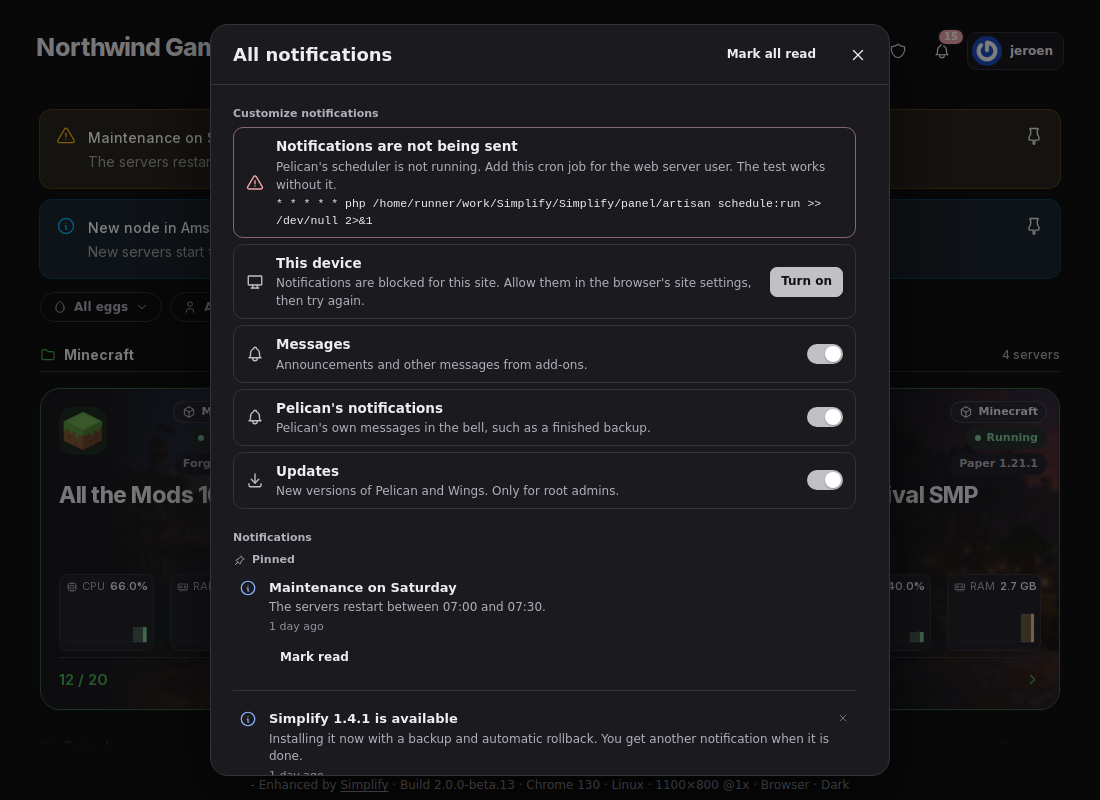 Northwind Gam
All notifications
Mark all read
15
jeroen
Customize notifications
Notifications are not being sent
Pelican's scheduler is not running. Add this cron job for the web server user. The test works
without it.
* * * * * php /home/runner/work/Simplify/Simplify/panel/artisan schedule:run >>
/dev/null 2>&1
Maintenance on S
The servers restar
New node in Ams
New servers start
This device
Notifications are blocked for this site. Allow them in the browser's site settings,
then try again.
Turn on
All eggs
Messages
Announcements and other messages from add-ons.
Minecraft
4 servers
Pelican's notifications
Pelican's own messages in the bell, such as a finished backup.
Minecraft
Running
Forg
Paper 1.21.1
Updates
New versions of Pelican and Wings. Only for root admins.
All the Mods 10
ival SMP
Notifications
Pinned
Maintenance on Saturday
The servers restart between 07:00 and 07:30.
1 day ago
Mark read
CPU 66.0%
RAM
40.0%
RAM 2.7 GB
12 / 20
Simplify 1.4.1 is available
Installing it now with a backup and automatic rollback. You get another notification when it is
done.
1 day ago
- Enhanced by Simplify · Build 2.0.0-beta.13 · Chrome 130 · Linux · 1100×800 @1x · Browser · Dark